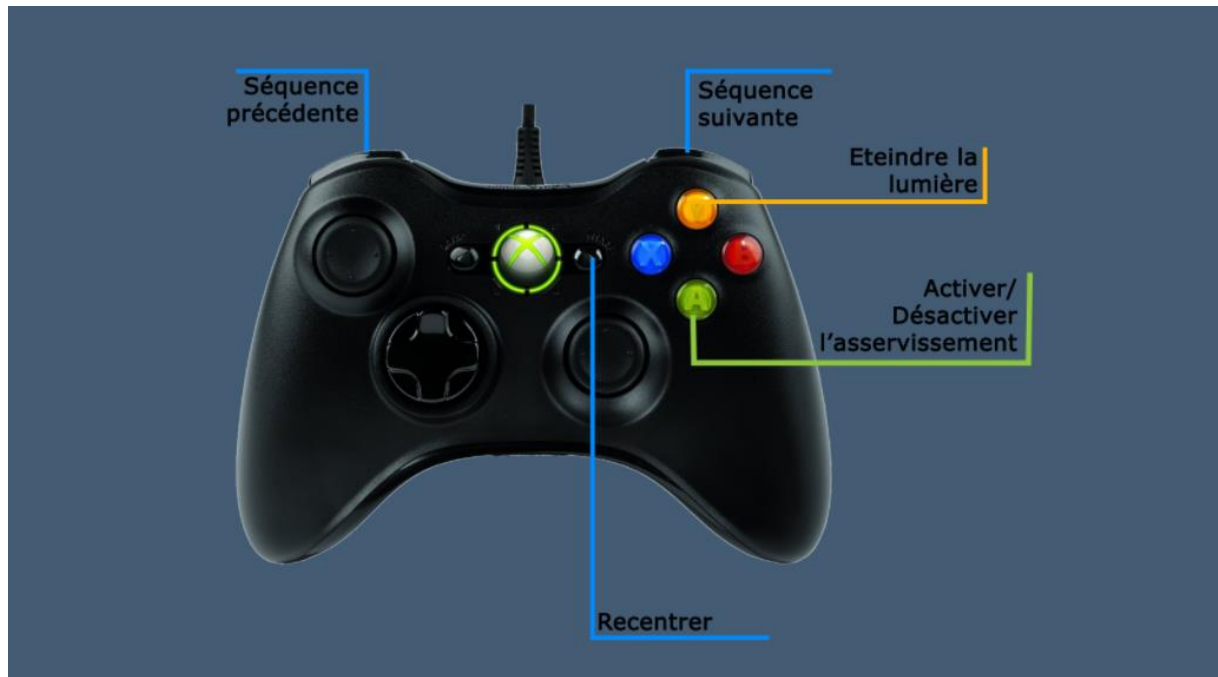 Séquence
précédente
Séquence
suivante
Eteindre la
lumière
X
A
Activer/
Désactiver
l'asservissement
Recentrer